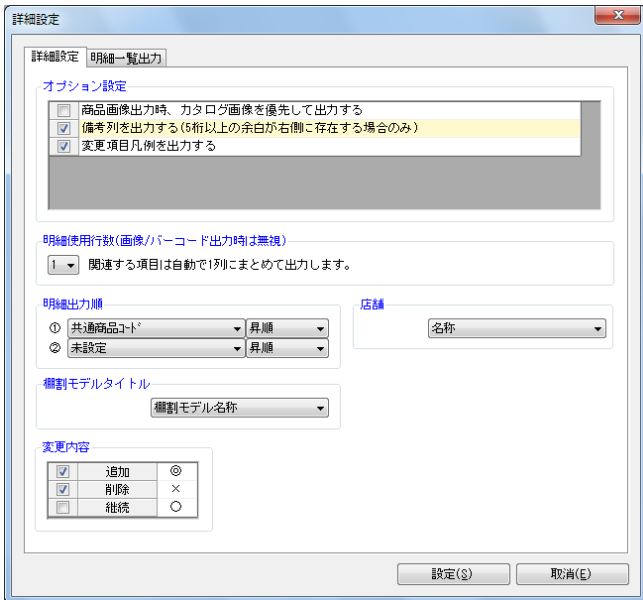 詳細設定
詳細設定 明細一覧出力
オプション設定
商品画像出力時、カタログ画像を優先して出力する
備考列を出力する(5桁以上の余白が右側に存在する場合のみ)
変更項目凡例を出力する
明細使用行数(画像/バーコード出力時は無視)
1 関連する項目は自動で1列にまとめて出力します。
明細出力順 店舗
① 共通商品コード 昇順 名称
② 未設定 昇順
棚割モデルタイトル
棚割モデル名称
変更内容
追加 ◎
削除 ×
継続 ○
設定(S) 取消(E)